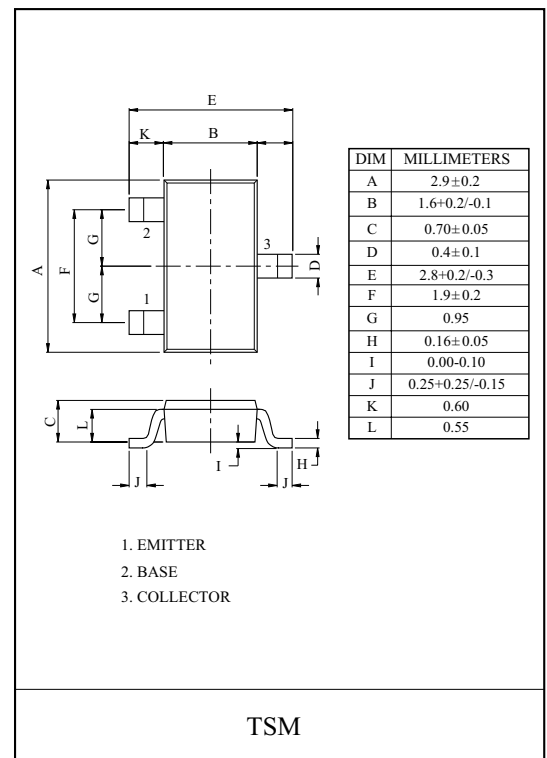 E
K B
DIM MILLIMETERS
A 2.9±0.2
B 1.6+0.2/-0.1
C 0.70±0.05
D 0.4±0.1
E 2.8+0.2/-0.3
F 1.9±0.2
G 0.95
H 0.16±0.05
I 0.00-0.10
J 0.25+0.25/-0.15
K 0.60
L 0.55
A F G G 2 1 3 D
C L J I H J
1. EMITTER
2. BASE
3. COLLECTOR
TSM